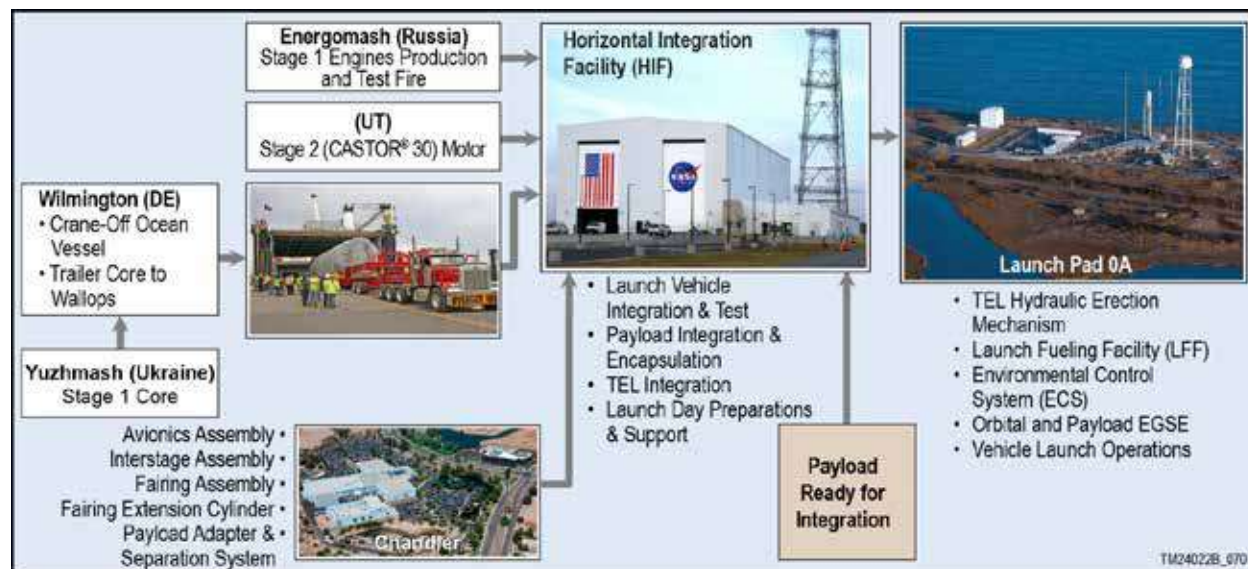 Energomash (Russia)
Stage 1 Engines Production
and Test Fire
(UT)
Stage 2 (CASTOR® 30) Motor
Wilmington (DE)
• Crane-Off Ocean
Vessel
• Trailer Core to
Wallops
Yuzhmash (Ukraine)
Stage 1 Core
Avionics Assembly •
Interstage Assembly •
Fairing Assembly •
Fairing Extension Cylinder •
Payload Adapter & •
Separation System
Chandler
Horizontal Integration
Facility (HIF)
NASA
• Launch Vehicle
Integration & Test
• Payload Integration &
Encapsulation
• TEL Integration
• Launch Day Preparations
& Support
Payload
Ready for
Integration
Launch Pad 0A
• TEL Hydraulic Erection
Mechanism
• Launch Fueling Facility (LFF)
• Environmental Control
System (ECS)
• Orbital and Payload EGSE
• Vehicle Launch Operations
TM24022B_070